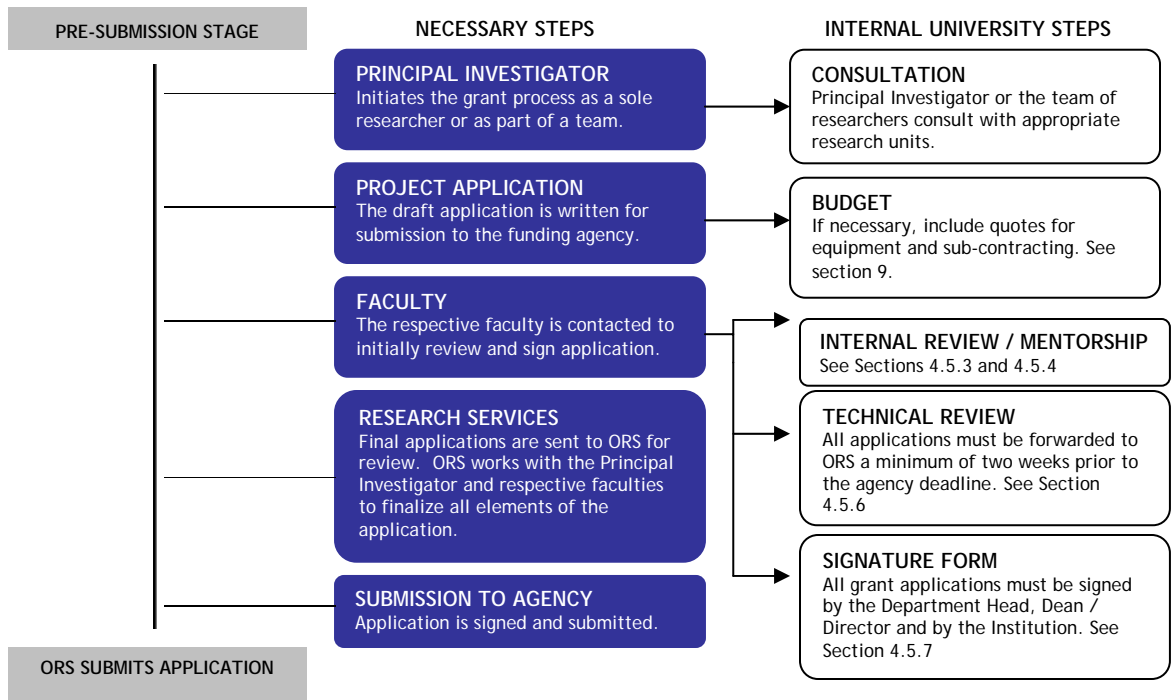 PRE-SUBMISSION STAGE
NECESSARY STEPS
INTERNAL UNIVERSITY STEPS
PRINCIPAL INVESTIGATOR
Initiates the grant process as a sole
researcher or as part of a team.
CONSULTATION
Principal Investigator or the team of
researchers consult with appropriate
research units.
PROJECT APPLICATION
The draft application is written for
submission to the funding agency.
BUDGET
If necessary, include quotes for
equipment and sub-contracting. See
section 9.
FACULTY
The respective faculty is contacted to
initially review and sign application.
INTERNAL REVIEW / MENTORSHIP
See Sections 4.5.3 and 4.5.4
RESEARCH SERVICES
Final applications are sent to ORS for
review.  ORS works with the Principal
Investigator and respective faculties
to finalize all elements of the
application.
TECHNICAL REVIEW
All applications must be forwarded to
ORS a minimum of two weeks prior to
the agency deadline. See Section
4.5.6
SUBMISSION TO AGENCY
Application is signed and submitted.
SIGNATURE FORM
All grant applications must be signed
by the Department Head, Dean /
Director and by the Institution. See
Section 4.5.7
ORS SUBMITS APPLICATION